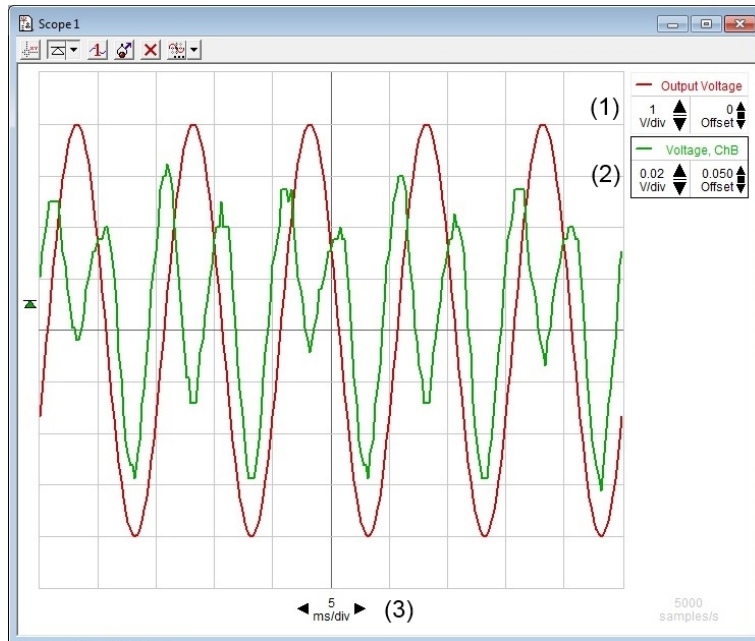 Scope 1
(1)
Output Voltage
1
V/div
0
Offset
(2)
Voltage, ChB
0.02
V/div
0.050
Offset
5
ms/div
(3)
5000
samples/s